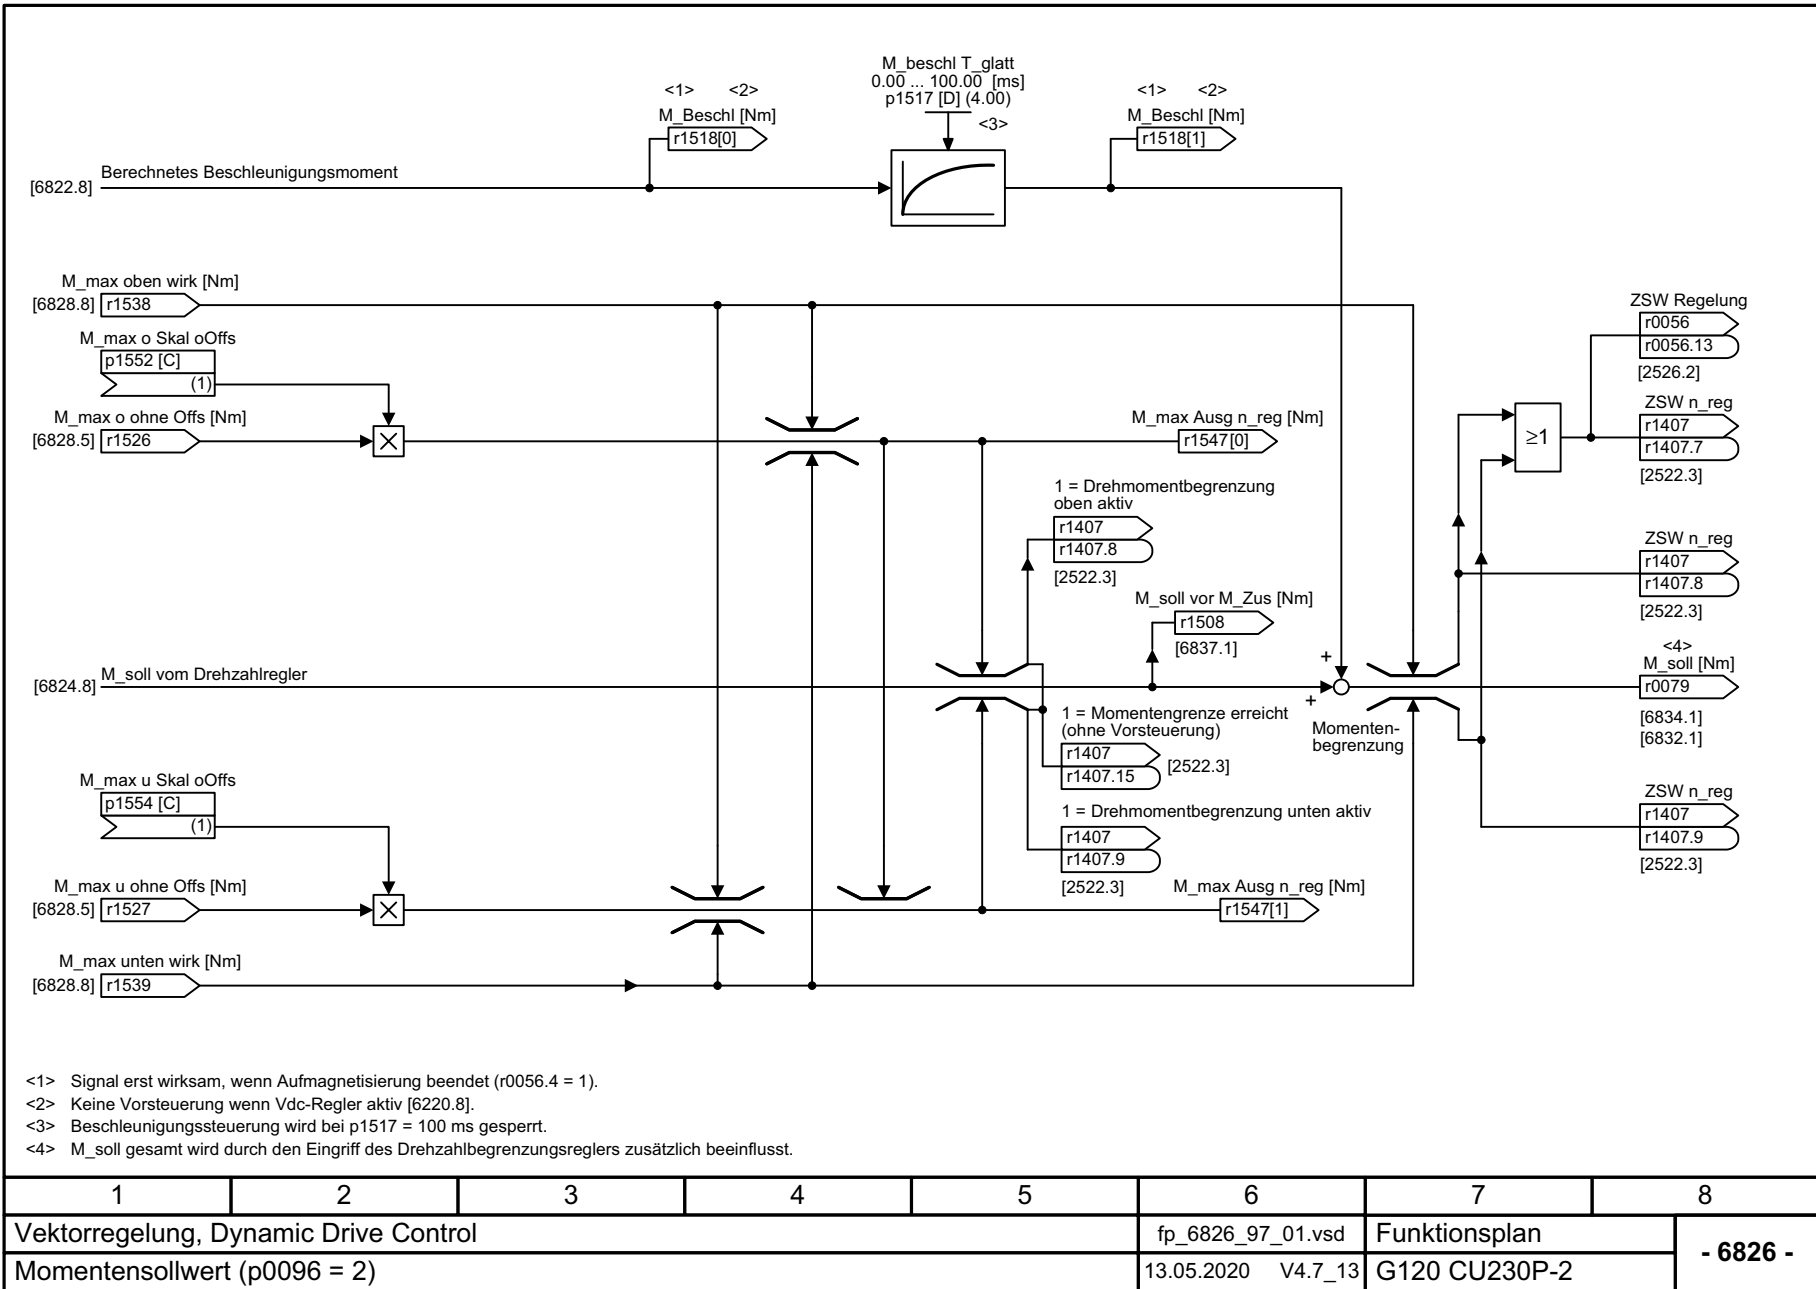 M_beschl T_glatt
0.00 ... 100.00 [ms]
p1517 [D] (4.00)
<3>
<1> <2>
M_Beschl [Nm]
r1518[0]
<1> <2>
M_Beschl [Nm]
r1518[1]
Berechnetes Beschleunigungsmoment
[6822.8]
M_max oben wirk [Nm]
[6828.8] r1538
M_max o Skal oOffs
p1552 [C]
(1)
M_max o ohne Offs [Nm]
[6828.5] r1526
M_max Ausg n_reg [Nm]
r1547[0]
ZSW Regelung
r0056
r0056.13
[2526.2]
≥1
ZSW n_reg
r1407
r1407.7
[2522.3]
1 = Drehmomentbegrenzung
oben aktiv
r1407
r1407.8
[2522.3]
ZSW n_reg
r1407
r1407.8
[2522.3]
M_soll vor M_Zus [Nm]
r1508
[6837.1]
M_soll vom Drehzahlregler
[6824.8]
+
+
Momenten-
begrenzung
<4>
M_soll [Nm]
r0079
[6834.1]
[6832.1]
1 = Momentengrenze erreicht
(ohne Vorsteuerung)
r1407
r1407.15
[2522.3]
M_max u Skal oOffs
p1554 [C]
(1)
1 = Drehmomentbegrenzung unten aktiv
r1407
r1407.9
[2522.3]
ZSW n_reg
r1407
r1407.9
[2522.3]
M_max u ohne Offs [Nm]
[6828.5] r1527
M_max Ausg n_reg [Nm]
r1547[1]
M_max unten wirk [Nm]
[6828.8] r1539
<1> Signal erst wirksam, wenn Aufmagnetisierung beendet (r0056.4 = 1).
<2> Keine Vorsteuerung wenn Vdc-Regler aktiv [6220.8].
<3> Beschleunigungssteuerung wird bei p1517 = 100 ms gesperrt.
<4> M_soll gesamt wird durch den Eingriff des Drehzahlbegrenzungsreglers zusätzlich beeinflusst.
1 2 3 4 5 6 7 8
Vektorregelung, Dynamic Drive Control fp_6826_97_01.vsd Funktionsplan
- 6826 -
Momentensollwert (p0096 = 2) 13.05.2020 V4.7_13 G120 CU230P-2